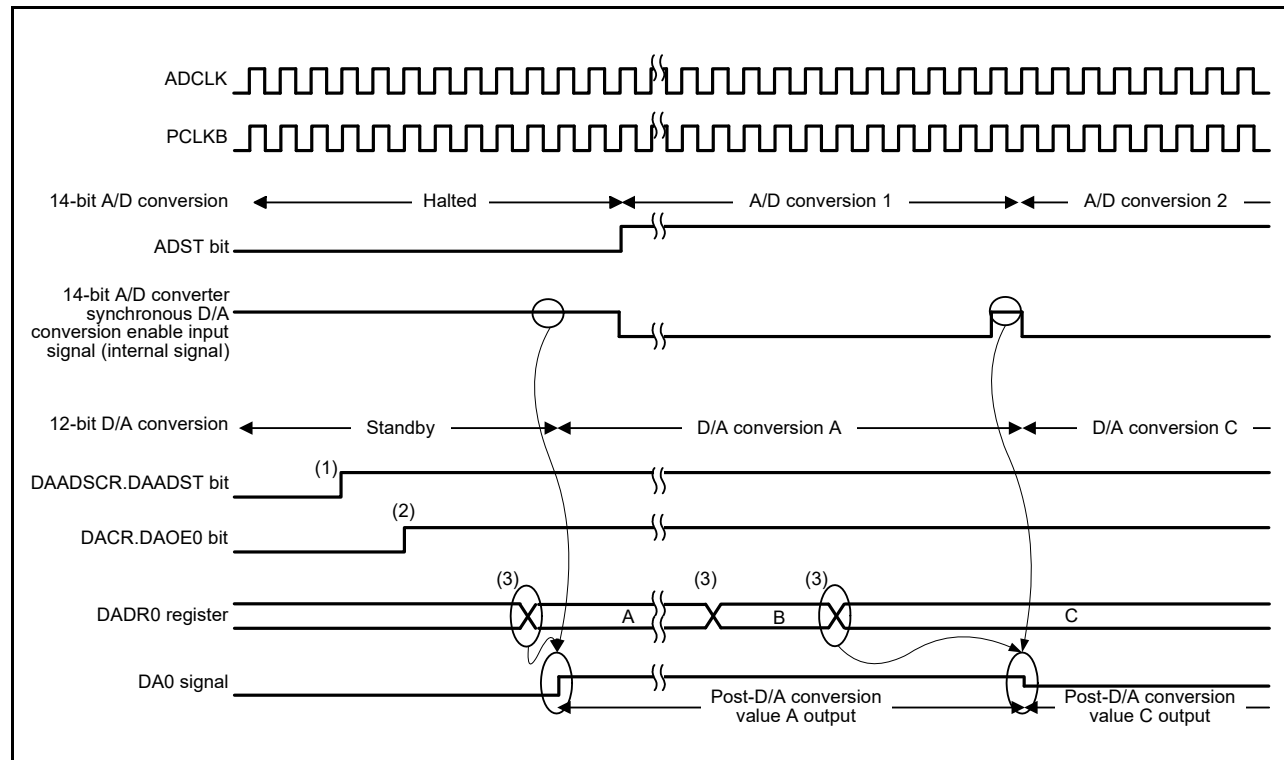 ADCLK
PCLKB
14-bit A/D conversion
Halted
A/D conversion 1
A/D conversion 2
ADST bit
14-bit A/D converter
synchronous D/A
conversion enable input
signal (internal signal)
12-bit D/A conversion
Standby
D/A conversion A
D/A conversion C
DAADSCR.DAADST bit
(1)
DACR.DAOE0 bit
(2)
(3)
(3)
(3)
DADR0 register
A
B
C
DA0 signal
Post-D/A conversion
value A output
Post-D/A conversion
value C output